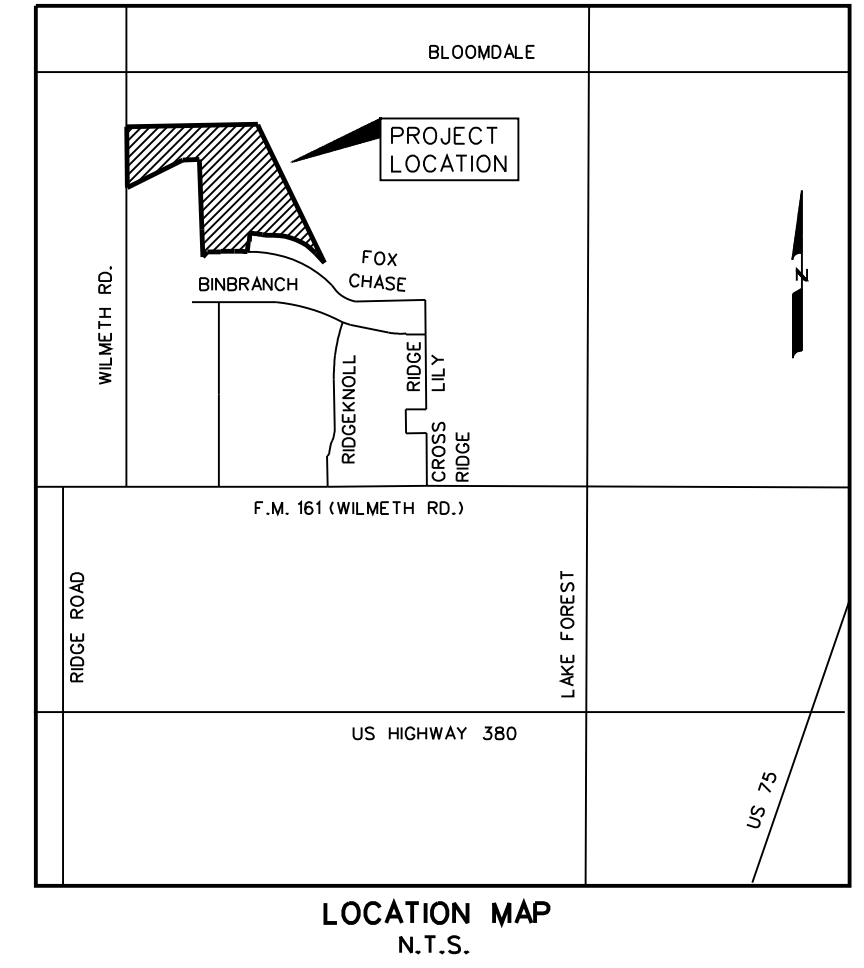 BLOOMDALE
PROJECT
LOCATION
FOX
CHASE
BINBRANCH
WILMETH RD.
N
RIDGE
LILY
RIDGEKNOLL
CROSS
RIDGE
F.M. 161 (WILMETH RD.)
RIDGE ROAD
LAKE FOREST
US HIGHWAY 380
US 75
LOCATION MAP
N.T.S.